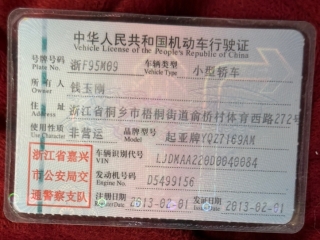 中华人民共和国机动车行驶证
Vehicle License of the People's Republic of China
号牌号码 浙F95M09 车辆类型 小型轿车
Plate No. Vehicle Type
所有人
Owner
住址 浙江省桐乡市梧桐街道俞桥村体育西路272号
Address
使用性质 非营运 品牌型号 起亚牌YQZ7169AM
Use Character Model
浙江省嘉兴 车辆识别代号
VIN LJDMAA220D0040084
市公安局交 发动机号码 D5499156
Engine No.
通警察支队 注册日期 2013-02-01 发证日期 2013-02-01
Register Date Issue Date